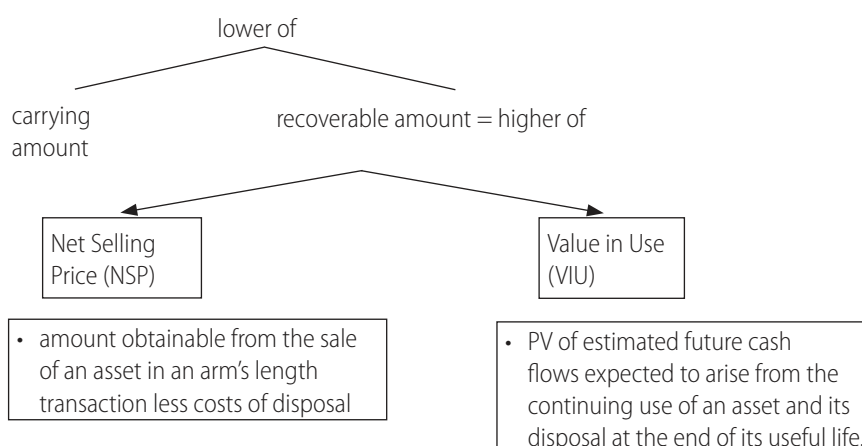 lower of
carrying
amount
recoverable amount = higher of
Net Selling
Price (NSP)
Value in Use
(VIU)
• amount obtainable from the sale
of an asset in an arm’s length
transaction less costs of disposal
• PV of estimated future cash
flows expected to arise from the
continuing use of an asset and its
disposal at the end of its useful life.